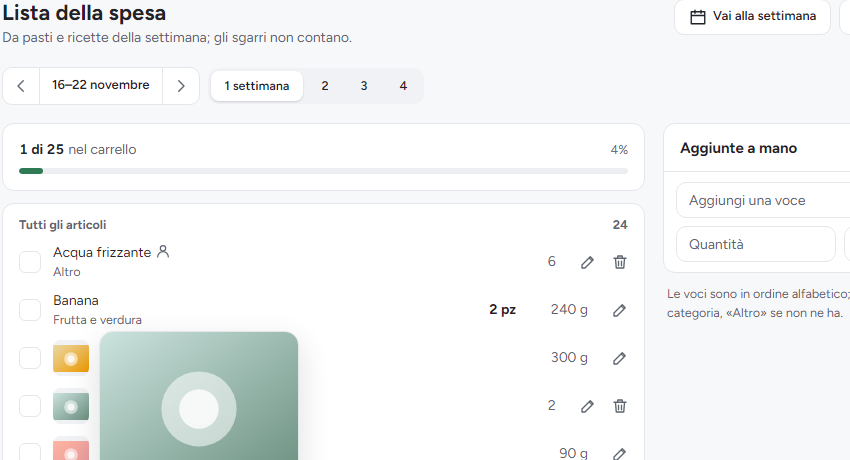 Lista della spesa
Da pasti e ricette della settimana; gli sgarri non contano.
Vai alla settimana
16–22 novembre
1 settimana 2 3 4
1 di 25 nel carrello 4%
Tutti gli articoli 24
Acqua frizzante 6
Altro
Banana 2 pz 240 g
Frutta e verdura
300 g
2
90 g
Aggiunte a mano
Aggiungi una voce
Quantità
Le voci sono in ordine alfabetico;
categoria, «Altro» se non ne ha.